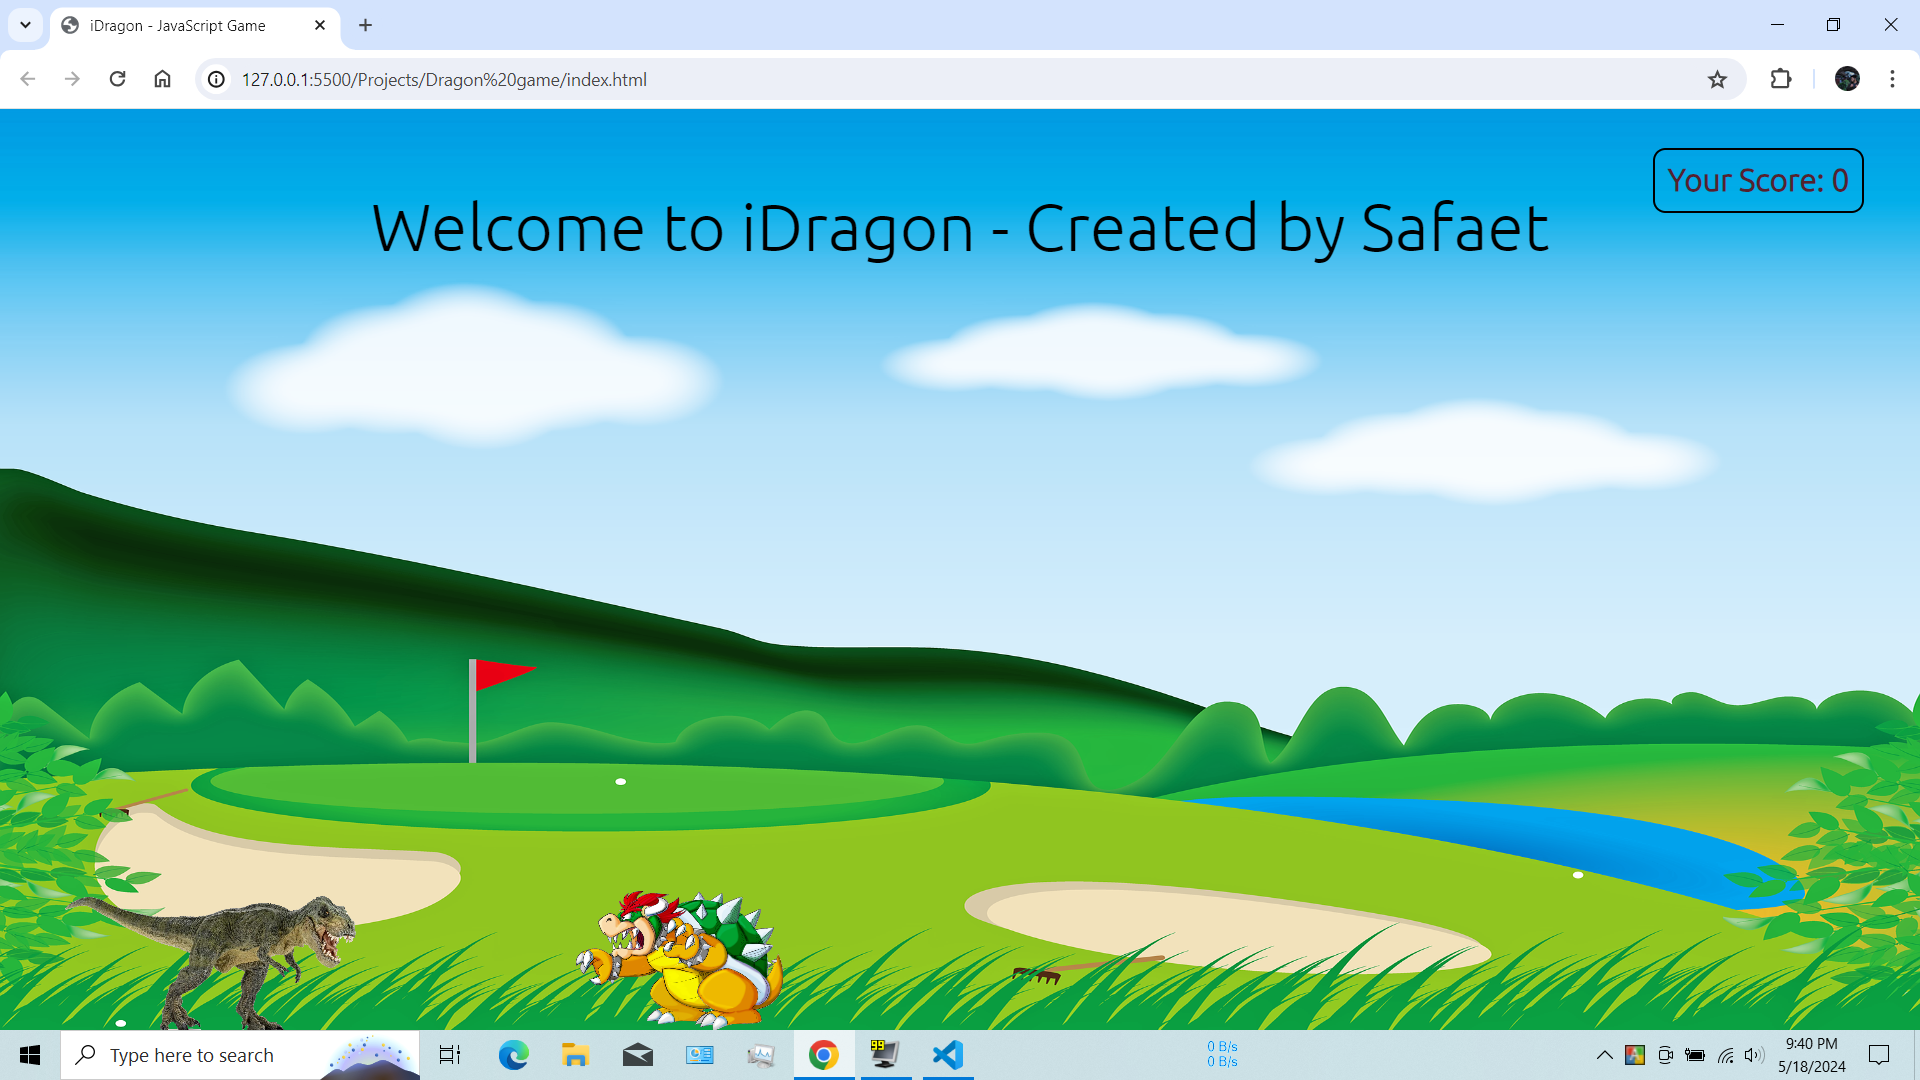 iDragon - JavaScript Game
127.0.0.1:5500/Projects/Dragon%20game/index.html
Your Score: 0
Welcome to iDragon - Created by Safaet
Type here to search
99
0 B/s
0 B/s
9:40 PM
5/18/2024